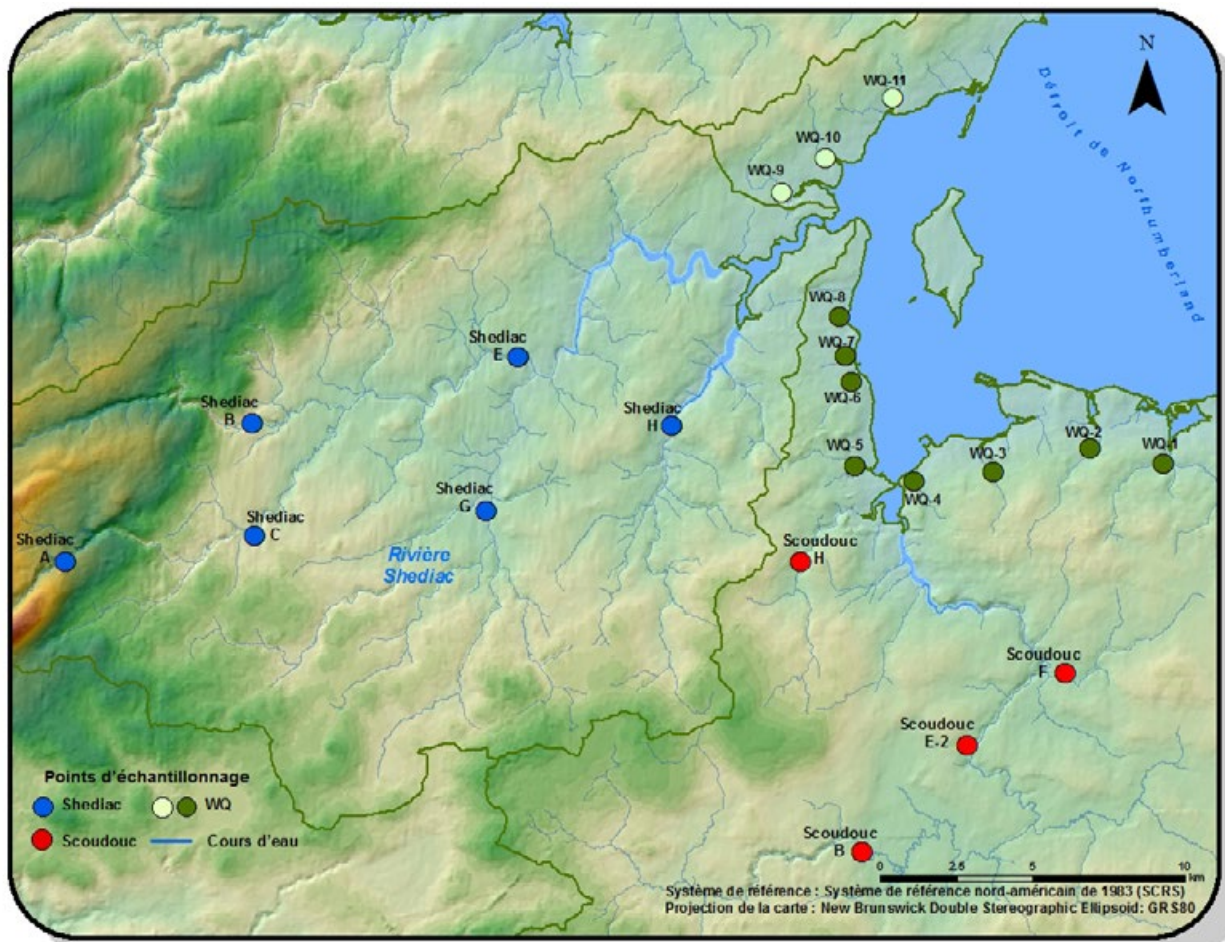 N
Détroit de Northumberland
WQ-11
WQ-10
WQ-9
WQ-8
WQ-7
WQ-6
WQ-5
WQ-4
WQ-3
WQ-2
WQ-1
Shediac
E
Shediac
B
Shediac
H
Shediac
G
Shediac
C
Shediac
A
Rivière
Shediac
Scoudouc
H
Scoudouc
F
Scoudouc
E-2
Scoudouc
B
Points d'échantillonnage
Shediac
WQ
Scoudouc
Cours d'eau
0 2.5 5 10
km
Système de référence : Système de référence nord-américain de 1983 (SCRS)
Projection de la carte : New Brunswick Double Stereographic Ellipsoid: GRS80